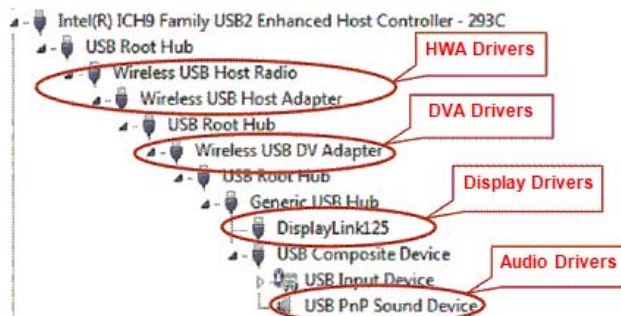 Intel(R) ICH9 Family USB2 Enhanced Host Controller - 293C
USB Root Hub
HWA Drivers
Wireless USB Host Radio
Wireless USB Host Adapter
DVA Drivers
USB Root Hub
Wireless USB DV Adapter
USB Root Hub
Display Drivers
Generic USB Hub
DisplayLink125
USB Composite Device
Audio Drivers
USB Input Device
USB PnP Sound Device